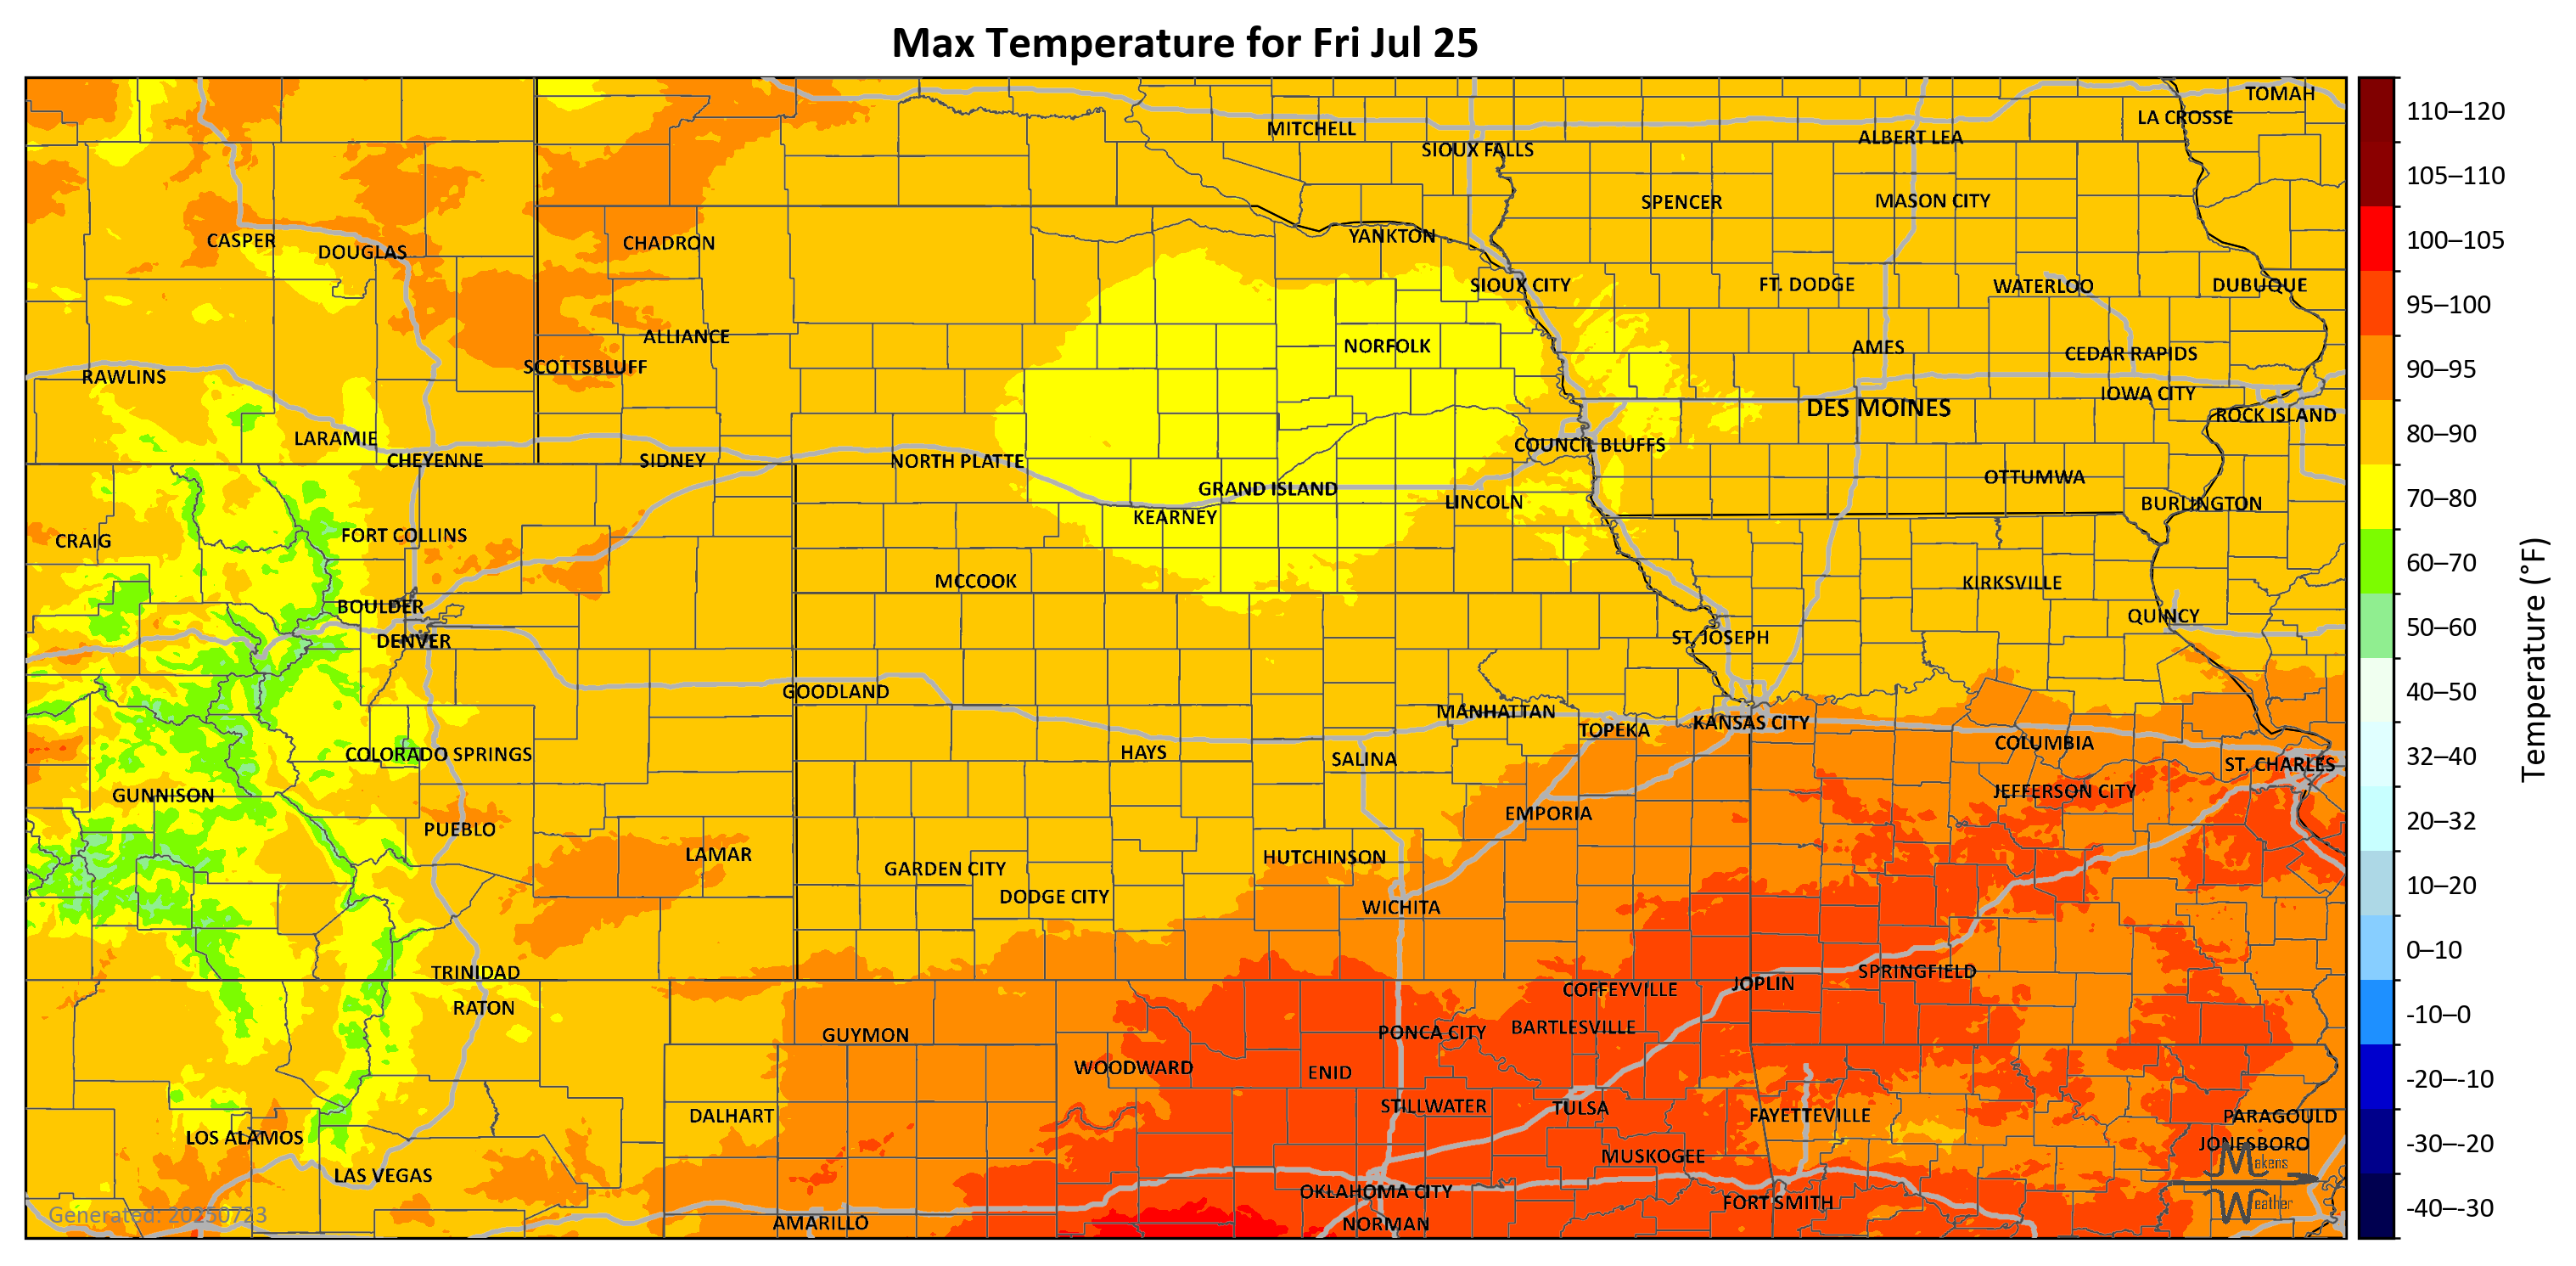 Max Temperature for Fri Jul 25
TOMAH
LA CROSSE
MITCHELL
ALBERT LEA
SIOUX FALLS
SPENCER
MASON CITY
CASPER
DOUGLAS
CHADRON
YANKTON
SIOUX CITY
FT. DODGE
WATERLOO
DUBUQUE
ALLIANCE
NORFOLK
AMES
CEDAR RAPIDS
SCOTTSBLUFF
RAWLINS
IOWA CITY
DES MOINES
ROCK ISLAND
LARAMIE
COUNCIL BLUFFS
CHEYENNE
SIDNEY
NORTH PLATTE
OTTUMWA
GRAND ISLAND
LINCOLN
BURLINGTON
KEARNEY
CRAIG
FORT COLLINS
MCCOOK
KIRKSVILLE
BOULDER
QUINCY
DENVER
ST. JOSEPH
GOODLAND
MANHATTAN
KANSAS CITY
TOPEKA
COLUMBIA
COLORADO SPRINGS
HAYS
SALINA
ST. CHARLES
GUNNISON
JEFFERSON CITY
EMPORIA
PUEBLO
LAMAR
HUTCHINSON
GARDEN CITY
DODGE CITY
WICHITA
TRINIDAD
SPRINGFIELD
JOPLIN
COFFEYVILLE
RATON
GUYMON
PONCA CITY
BARTLESVILLE
WOODWARD
ENID
DALHART
STILLWATER
TULSA
FAYETTEVILLE
PARAGOULD
LOS ALAMOS
JONESBORO
MUSKOGEE
LAS VEGAS
OKLAHOMA CITY
FORT SMITH
AMARILLO
NORMAN
Generated: 20250723
Makens
Weather
110–120
105–110
100–105
95–100
90–95
80–90
70–80
60–70
50–60
40–50
32–40
20–32
10–20
0–10
-10–0
-20–-10
-30–-20
-40–-30
Temperature (°F)